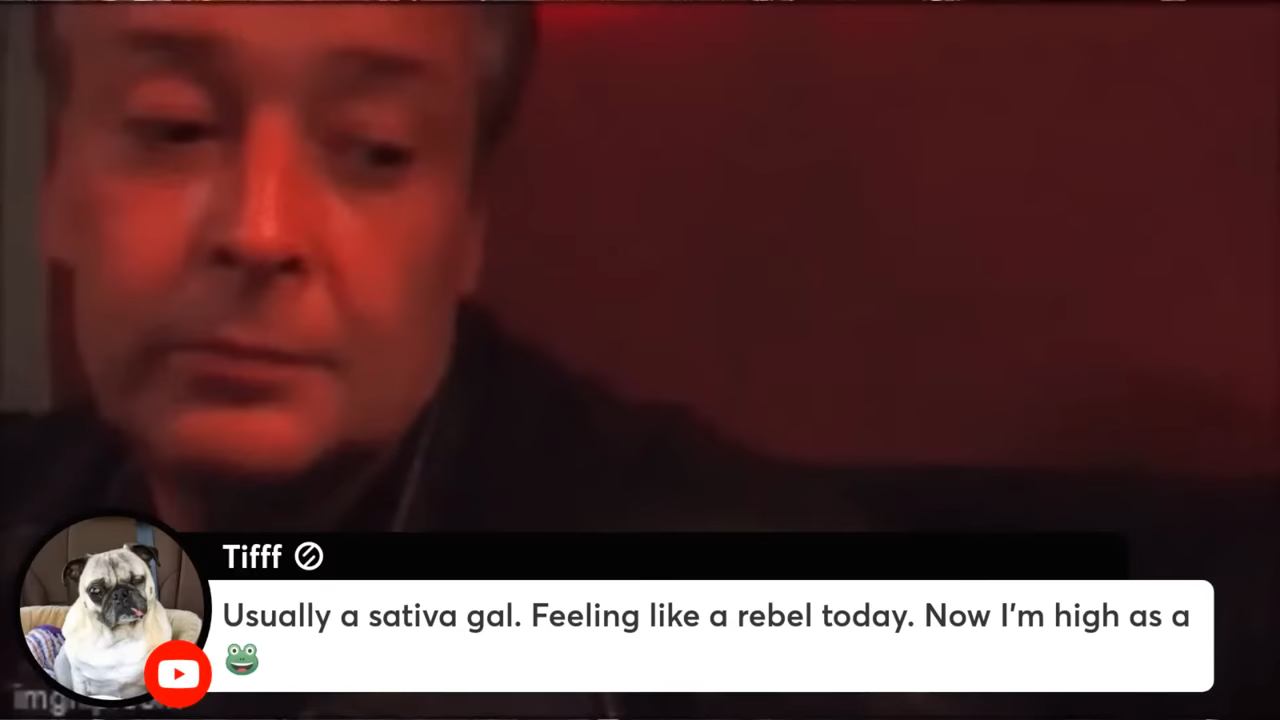 Tifff
Usually a sativa gal. Feeling like a rebel today. Now I'm high as a
🐸